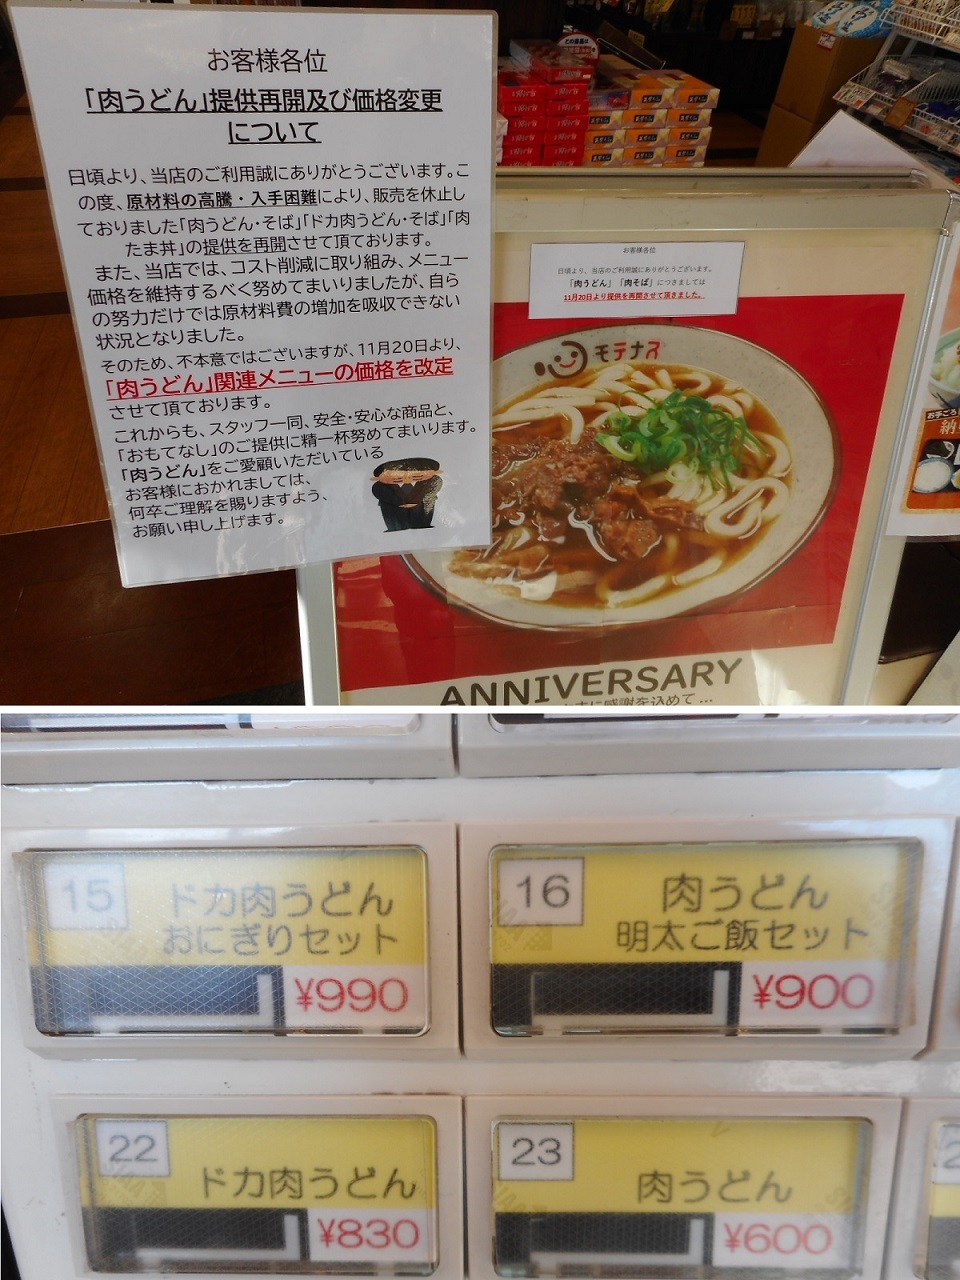 お客様各位
「肉うどん」提供再開及び価格変更
について
日頃より、当店のご利用誠にありがとうございます。こ
の度、原材料の高騰・入手困難により、販売を休止し
ておりました「肉うどん・そば」「ドカ肉うどん・そば」「肉
たま丼」の提供を再開させて頂ております。
また、当店では、コスト削減に取り組み、メニュー
価格を維持するべく努めてまいりましたが、自ら
の努力だけでは原材料費の増加を吸収できない
状況となりました。
そのため、不本意ではございますが、11月20日より、
「肉うどん」関連メニューの価格を改定
させて頂ております。
これからも、スタッフ一同、安全・安心な商品と、
「おもてなし」のご提供に精一杯努めてまいります。
「肉うどん」をご愛顧いただいている
お客様におかれましては、
何卒ご理解を賜りますよう、
お願い申し上げます。
お客様各位
日頃より、当店のご利用誠にありがとうございます。
「肉うどん」「肉そば」につきましては
11月20日より提供を再開させて頂きました。
モテナス
ANNIVERSARY
に感謝を込めて…
15
ドカ肉うどん
おにぎりセット
¥990
16
肉うどん
明太ご飯セット
¥900
22
ドカ肉うどん
¥830
23
肉うどん
¥600